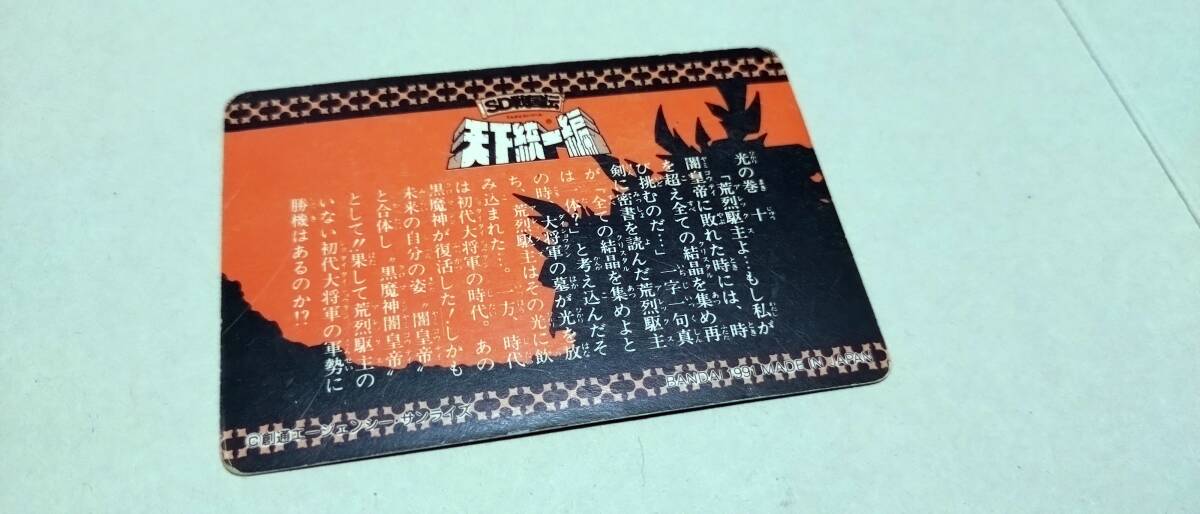 SD戦国伝
天下統一編
光の巻 十
「荒烈駆主よ…もし私が
闇皇帝に敗れた時には、時
を超え全ての結晶を集め再
び挑むのだ…」一字一句真
剣に密書を読んだ荒烈駆主
が「全ての結晶を集めよと
は一体?」と考え込んだそ
の時、大将軍の墓が光を放
ち、荒烈駆主はその光に飲
み込まれた…。一方、時代
は初代大将軍の時代。あの
黒魔神が復活した!しかも
未来の自分の姿〝闇皇帝〟
と合体し〝黒魔神闇皇帝〟
として!!果して荒烈駆主の
いない初代大将軍の軍勢に
勝機はあるのか!?
©創通エージェンシー・サンライズ
BANDAI 1991 MADE IN JAPAN